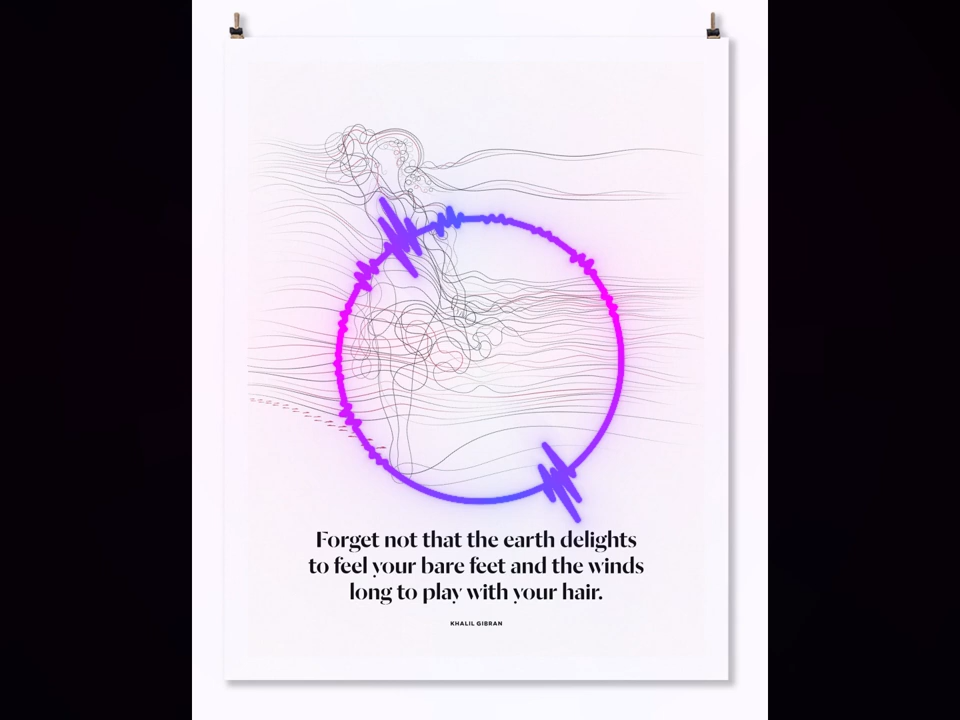 Forget not that the earth delights
to feel your bare feet and the winds
long to play with your hair.
KHALIL GIBRAN